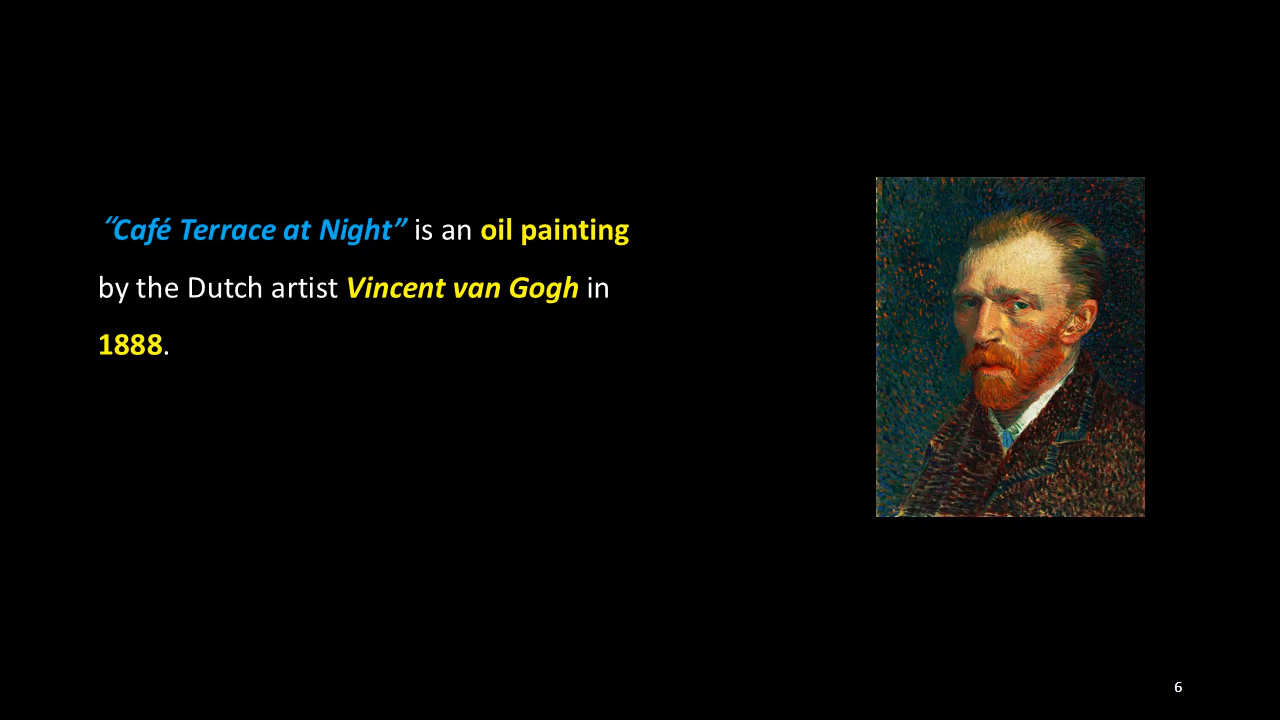 “Café Terrace at Night” is an oil painting
by the Dutch artist Vincent van Gogh in
1888.
6